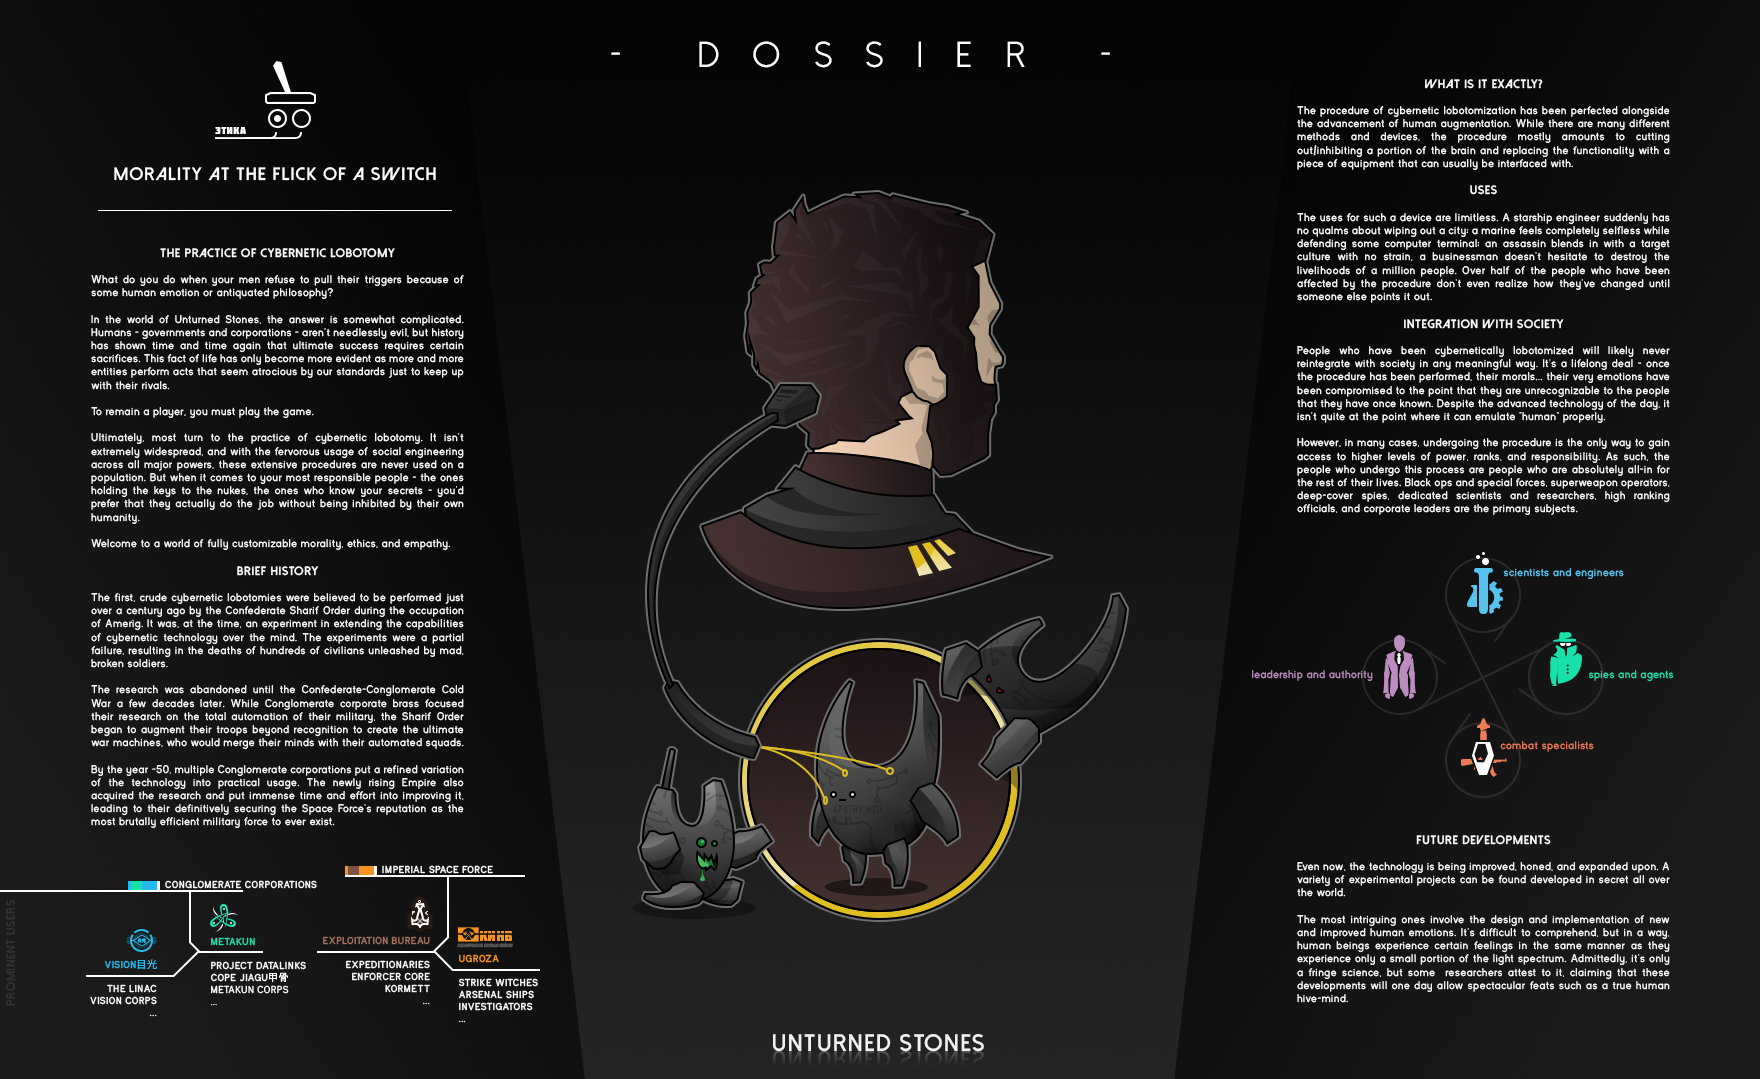 - DOSSIER -
ЭТИКА
MORALITY AT THE FLICK OF A SWITCH
THE PRACTICE OF CYBERNETIC LOBOTOMY
What do you do when your men refuse to pull their triggers because of
some human emotion or antiquated philosophy?
In the world of Unturned Stones, the answer is somewhat complicated.
Humans - governments and corporations - aren't needlessly evil, but history
has shown time and time again that ultimate success requires certain
sacrifices. This fact of life has only become more evident as more and more
entities perform acts that seem atrocious by our standards just to keep up
with their rivals.
To remain a player, you must play the game.
Ultimately, most turn to the practice of cybernetic lobotomy. It isn't
extremely widespread, and with the fervorous usage of social engineering
across all major powers, these extensive procedures are never used on a
population. But when it comes to your most responsible people - the ones
holding the keys to the nukes, the ones who know your secrets - you'd
prefer that they actually do the job without being inhibited by their own
humanity.
Welcome to a world of fully customizable morality, ethics, and empathy.
BRIEF HISTORY
The first, crude cybernetic lobotomies were believed to be performed just
over a century ago by the Confederate Sharif Order during the occupation
of Amerig. It was, at the time, an experiment in extending the capabilities
of cybernetic technology over the mind. The experiments were a partial
failure, resulting in the deaths of hundreds of civilians unleashed by mad,
broken soldiers.
The research was abandoned until the Confederate-Conglomerate Cold
War a few decades later. While Conglomerate corporate brass focused
their research on the total automation of their military, the Sharif Order
began to augment their troops beyond recognition to create the ultimate
war machines, who would merge their minds with their automated squads.
By the year -50, multiple Conglomerate corporations put a refined variation
of the technology into practical usage. The newly rising Empire also
acquired the research and put immense time and effort into improving it,
leading to their definitively securing the Space Force's reputation as the
most brutally efficient military force to ever exist.
PROMINENT USERS
CONGLOMERATE CORPORATIONS
VISION目光
THE LINAC
VISION CORPS
...
METAKUN
PROJECT DATALINKS
COPE JIAGU甲骨
METAKUN CORPS
...
IMPERIAL SPACE FORCE
EXPLOITATION BUREAU
EXPEDITIONARIES
ENFORCER CORE
KORMETT
...
UGROZA
STRIKE WITCHES
ARSENAL SHIPS
INVESTIGATORS
...
UNTURNED STONES
WHAT IS IT EXACTLY?
The procedure of cybernetic lobotomization has been perfected alongside
the advancement of human augmentation. While there are many different
methods and devices, the procedure mostly amounts to cutting
out/inhibiting a portion of the brain and replacing the functionality with a
piece of equipment that can usually be interfaced with.
USES
The uses for such a device are limitless. A starship engineer suddenly has
no qualms about wiping out a city; a marine feels completely selfless while
defending some computer terminal; an assassin blends in with a target
culture with no strain, a businessman doesn't hesitate to destroy the
livelihoods of a million people. Over half of the people who have been
affected by the procedure don't even realize how they've changed until
someone else points it out.
INTEGRATION WITH SOCIETY
People who have been cybernetically lobotomized will likely never
reintegrate with society in any meaningful way. It's a lifelong deal - once
the procedure has been performed, their morals... their very emotions have
been compromised to the point that they are unrecognizable to the people
that they have once known. Despite the advanced technology of the day, it
isn't quite at the point where it can emulate "human" properly.
However, in many cases, undergoing the procedure is the only way to gain
access to higher levels of power, ranks, and responsibility. As such, the
people who undergo this process are people who are absolutely all-in for
the rest of their lives. Black ops and special forces, superweapon operators,
deep-cover spies, dedicated scientists and researchers, high ranking
officials, and corporate leaders are the primary subjects.
scientists and engineers
leadership and authority
spies and agents
combat specialists
FUTURE DEVELOPMENTS
Even now, the technology is being improved, honed, and expanded upon. A
variety of experimental projects can be found developed in secret all over
the world.
The most intriguing ones involve the design and implementation of new
and improved human emotions. It's difficult to comprehend, but in a way,
human beings experience certain feelings in the same manner as they
experience only a small portion of the light spectrum. Admittedly, it's only
a fringe science, but some researchers attest to it, claiming that these
developments will one day allow spectacular feats such as a true human
hive-mind.